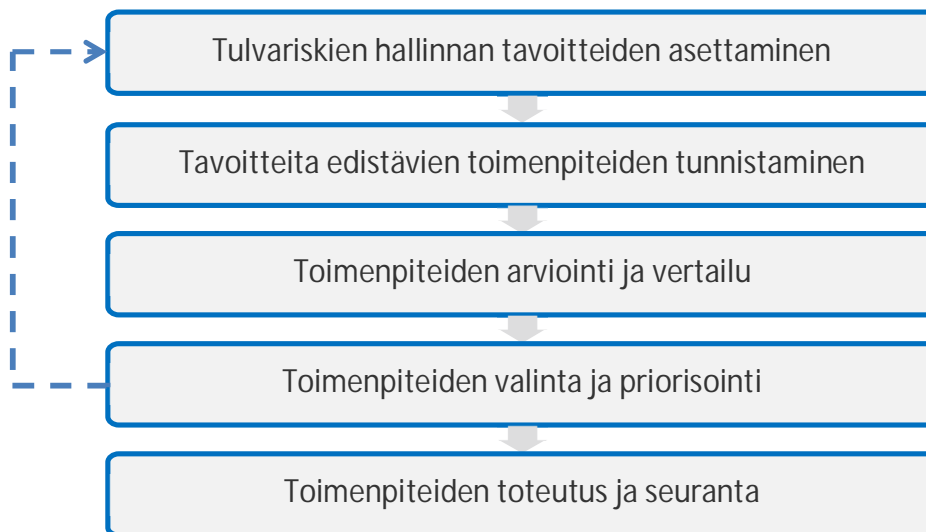 Tulvariskien hallinnan tavoitteiden asettaminen
Tavoitteita edistävien toimenpiteiden tunnistaminen
Toimenpiteiden arviointi ja vertailu
Toimenpiteiden valinta ja priorisointi
Toimenpiteiden toteutus ja seuranta